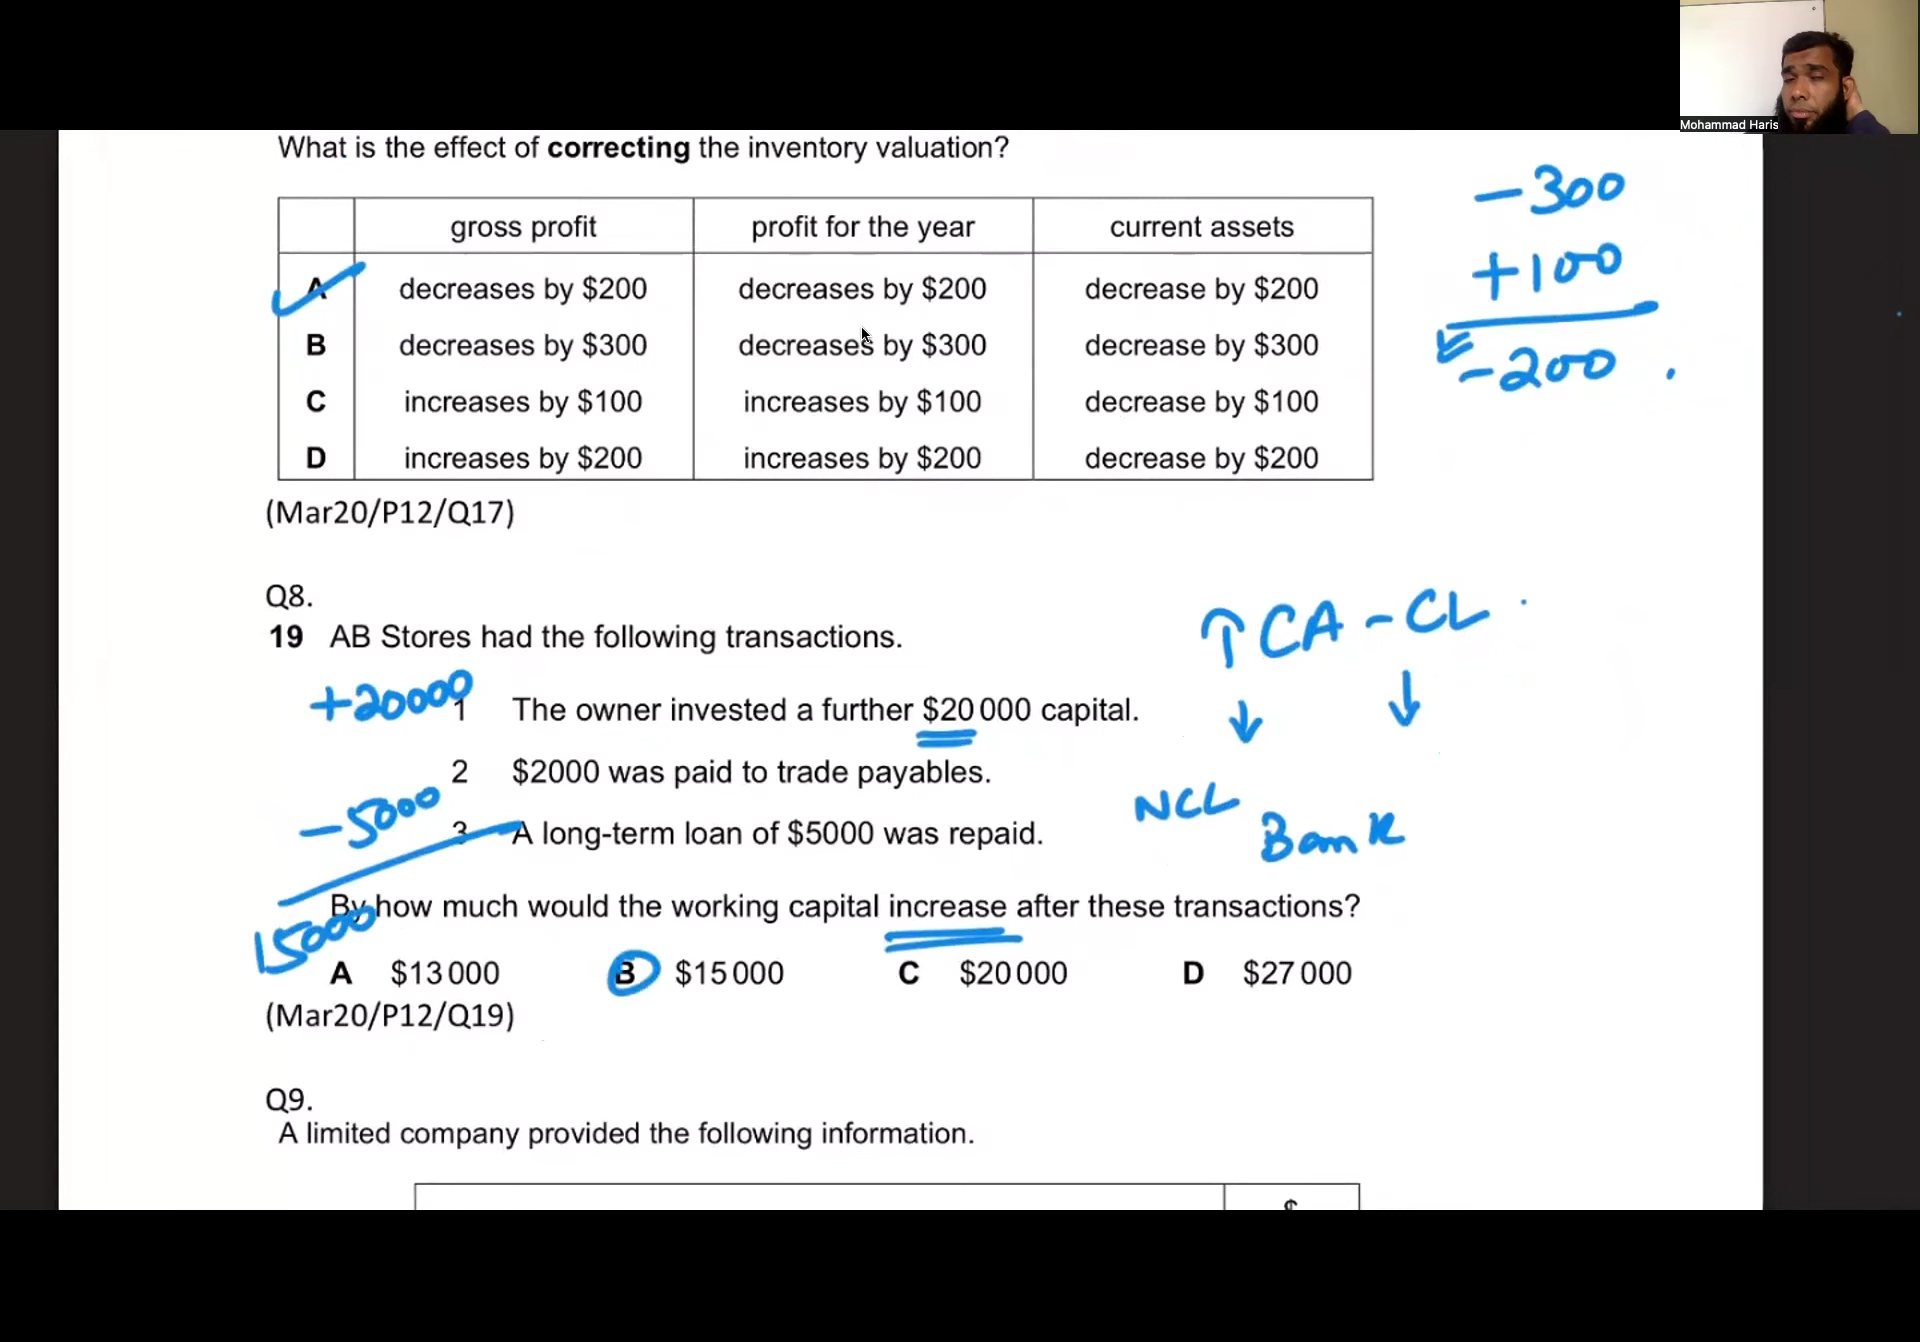 Mohammad Haris
What is the effect of correcting the inventory valuation?
gross profit profit for the year current assets
A decreases by $200 decreases by $200 decrease by $200
B decreases by $300 decreases by $300 decrease by $300
C increases by $100 increases by $100 decrease by $100
D increases by $200 increases by $200 decrease by $200
-300
+100
-200
(Mar20/P12/Q17)
Q8.
19 AB Stores had the following transactions.
↑ CA - CL
+20000
1 The owner invested a further $20 000 capital.
2 $2000 was paid to trade payables.
-5000
3 A long-term loan of $5000 was repaid.
NCL
Bank
By how much would the working capital increase after these transactions?
15000
A $13 000 B $15 000 C $20 000 D $27 000
(Mar20/P12/Q19)
Q9.
A limited company provided the following information.
$